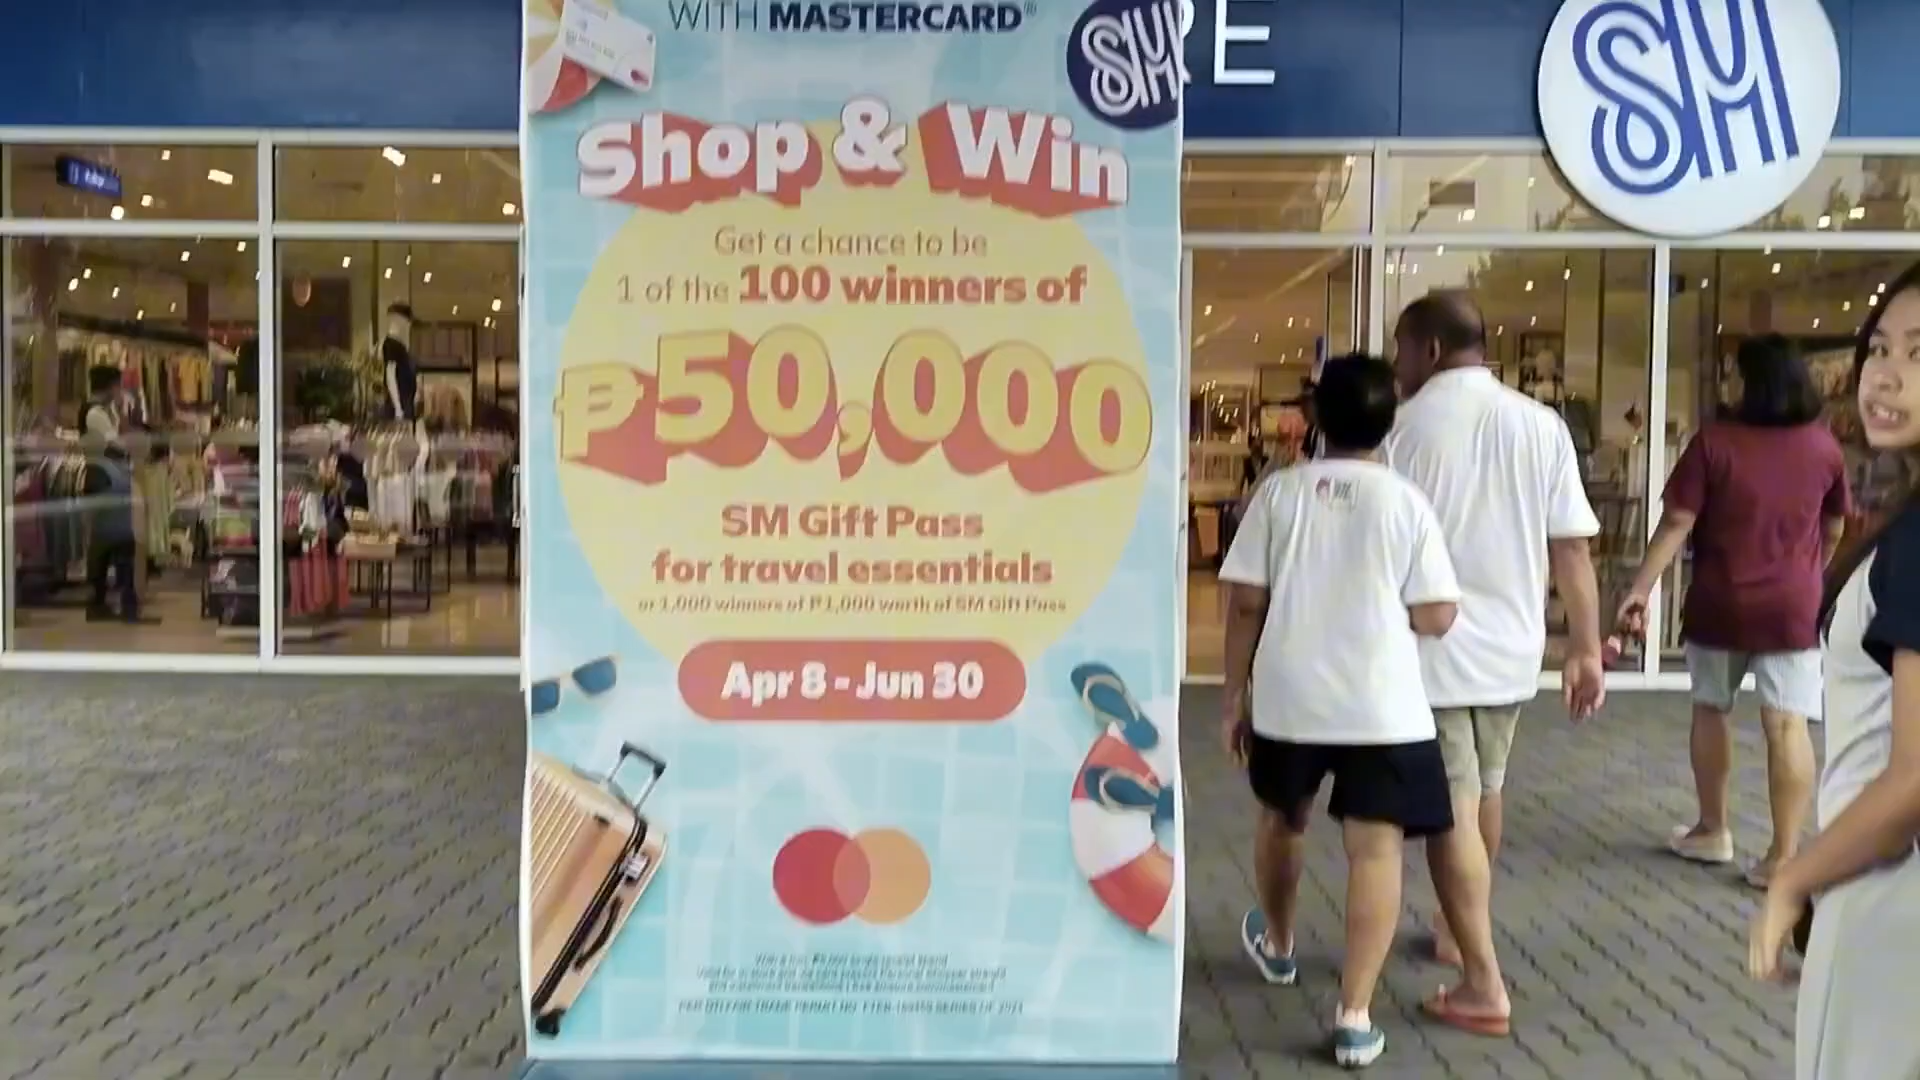 WITH MASTERCARD®
SM
RE
SM
Shop & Win
Get a chance to be
1 of the 100 winners of
₱50,000
SM Gift Pass
for travel essentials
or 1,000 winners of ₱1,000 worth of SM Gift Pass
Apr 8 - Jun 30